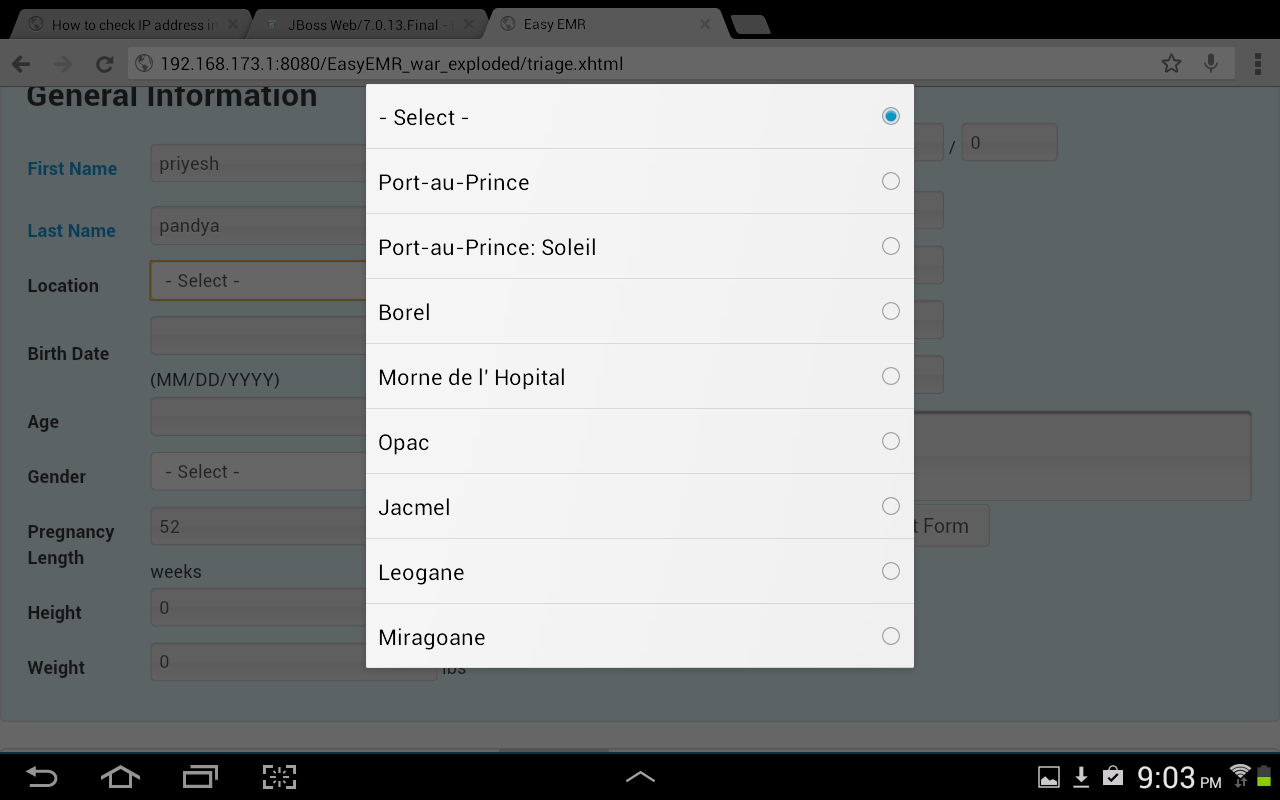 How to check IP address in
JBoss Web/7.0.13.Final -
Easy EMR
192.168.173.1:8080/EasyEMR_war_exploded/triage.xhtml
General Information
First Name
priyesh
Last Name
pandya
Location
- Select -
Birth Date
(MM/DD/YYYY)
Age
Gender
- Select -
Pregnancy
Length
52
weeks
Height
0
Weight
0
lbs
- Select -
Port-au-Prince
Port-au-Prince: Soleil
Borel
Morne de l' Hopital
Opac
Jacmel
Leogane
Miragoane
/ 0
t Form
9:03 PM